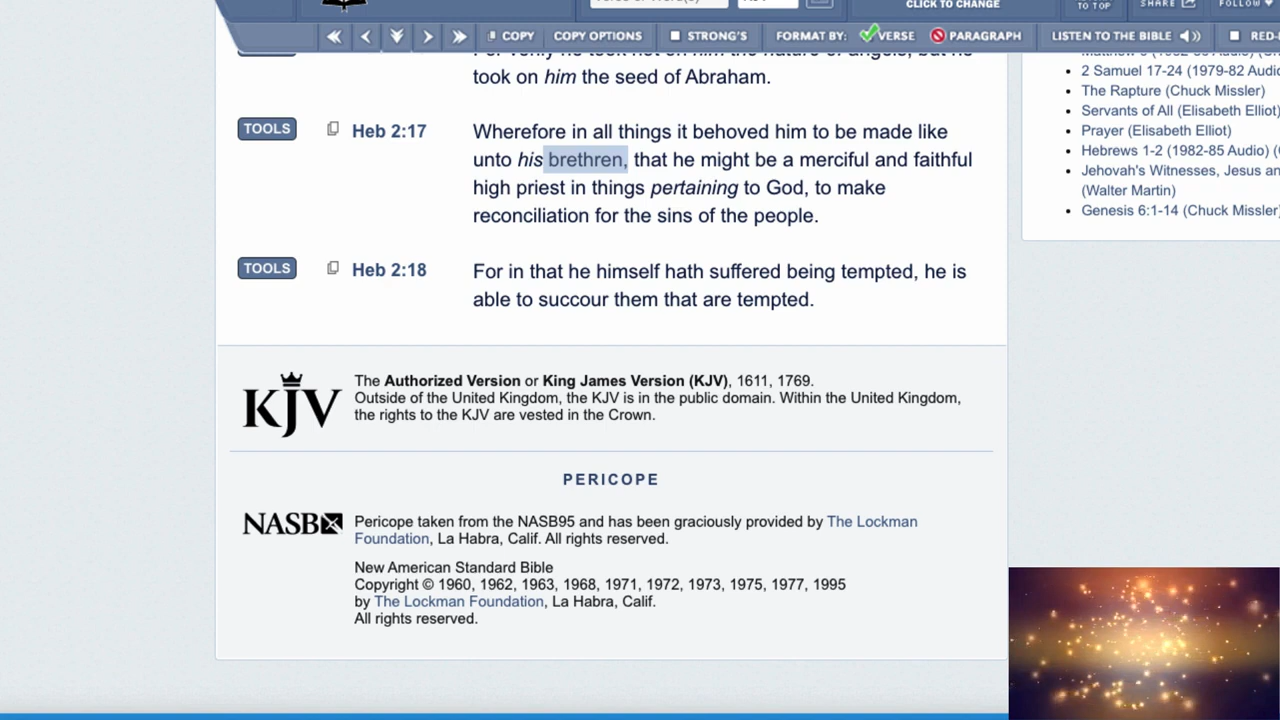 CLICK TO CHANGE
TO TOP
SHARE
FOLLOW
COPY
COPY OPTIONS
STRONG'S
FORMAT BY:
VERSE
PARAGRAPH
LISTEN TO THE BIBLE
RED-
took on him the seed of Abraham.
TOOLS
Heb 2:17
Wherefore in all things it behoved him to be made like
unto his brethren, that he might be a merciful and faithful
high priest in things pertaining to God, to make
reconciliation for the sins of the people.
TOOLS
Heb 2:18
For in that he himself hath suffered being tempted, he is
able to succour them that are tempted.
KJV
The Authorized Version or King James Version (KJV), 1611, 1769.
Outside of the United Kingdom, the KJV is in the public domain. Within the United Kingdom,
the rights to the KJV are vested in the Crown.
PERICOPE
NASB
Pericope taken from the NASB95 and has been graciously provided by The Lockman
Foundation, La Habra, Calif. All rights reserved.
New American Standard Bible
Copyright © 1960, 1962, 1963, 1968, 1971, 1972, 1973, 1975, 1977, 1995
by The Lockman Foundation, La Habra, Calif.
All rights reserved.
2 Samuel 17-24 (1979-82 Audio
The Rapture (Chuck Missler)
Servants of All (Elisabeth Elliot)
Prayer (Elisabeth Elliot)
Hebrews 1-2 (1982-85 Audio) (
Jehovah's Witnesses, Jesus an
(Walter Martin)
Genesis 6:1-14 (Chuck Missler)